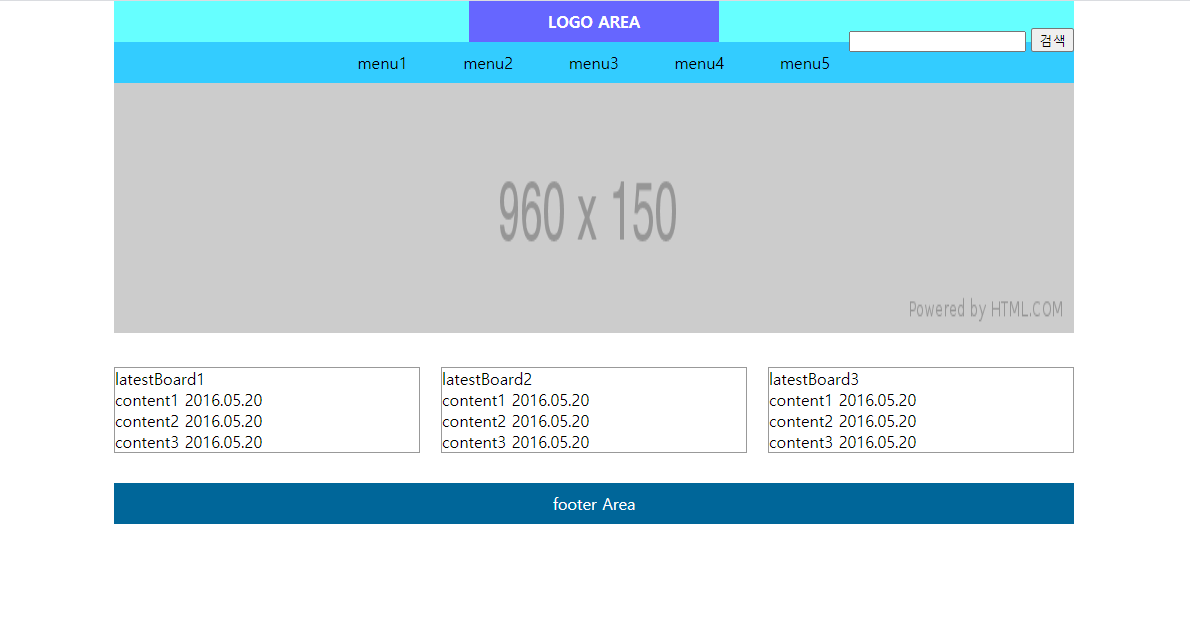 LOGO AREA
검색
menu1 menu2 menu3 menu4 menu5
960 x 150
Powered by HTML.COM
latestBoard1
content1 2016.05.20
content2 2016.05.20
content3 2016.05.20
latestBoard2
content1 2016.05.20
content2 2016.05.20
content3 2016.05.20
latestBoard3
content1 2016.05.20
content2 2016.05.20
content3 2016.05.20
footer Area